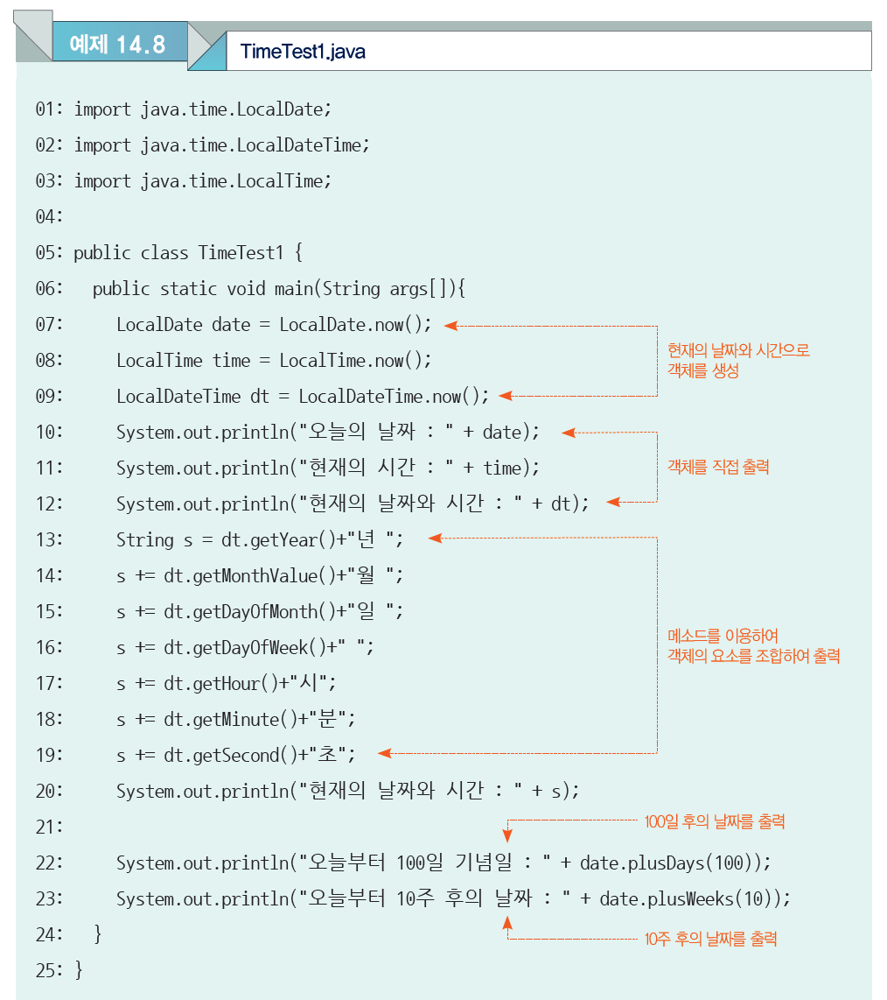 예제 14.8
TimeTest1.java
01: import java.time.LocalDate;
02: import java.time.LocalDateTime;
03: import java.time.LocalTime;
04:
05: public class TimeTest1 {
06:   public static void main(String args[]){
07:     LocalDate date = LocalDate.now();
08:     LocalTime time = LocalTime.now();
현재의 날짜와 시간으로
객체를 생성
09:     LocalDateTime dt = LocalDateTime.now();
10:     System.out.println("오늘의 날짜 : " + date);
11:     System.out.println("현재의 시간 : " + time);
객체를 직접 출력
12:     System.out.println("현재의 날짜와 시간 : " + dt);
13:     String s = dt.getYear()+"년 ";
14:     s += dt.getMonthValue()+"월 ";
15:     s += dt.getDayOfMonth()+"일 ";
16:     s += dt.getDayOfWeek()+" ";
메소드를 이용하여
객체의 요소를 조합하여 출력
17:     s += dt.getHour()+"시";
18:     s += dt.getMinute()+"분";
19:     s += dt.getSecond()+"초";
20:     System.out.println("현재의 날짜와 시간 : " + s);
21:
100일 후의 날짜를 출력
22:     System.out.println("오늘부터 100일 기념일 : " + date.plusDays(100));
23:     System.out.println("오늘부터 10주 후의 날짜 : " + date.plusWeeks(10));
24:   }
10주 후의 날짜를 출력
25: }